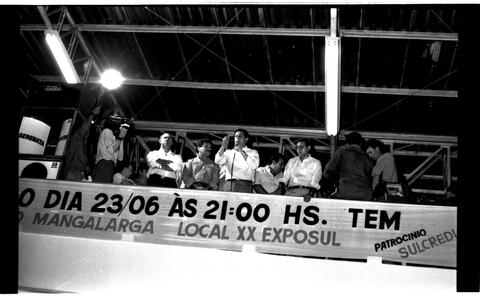 O DIA 23/06 ÀS 21:00 HS. TEM
O MANGALARGA LOCAL XX EXPOSUL
PATROCINIO
SULCREDI